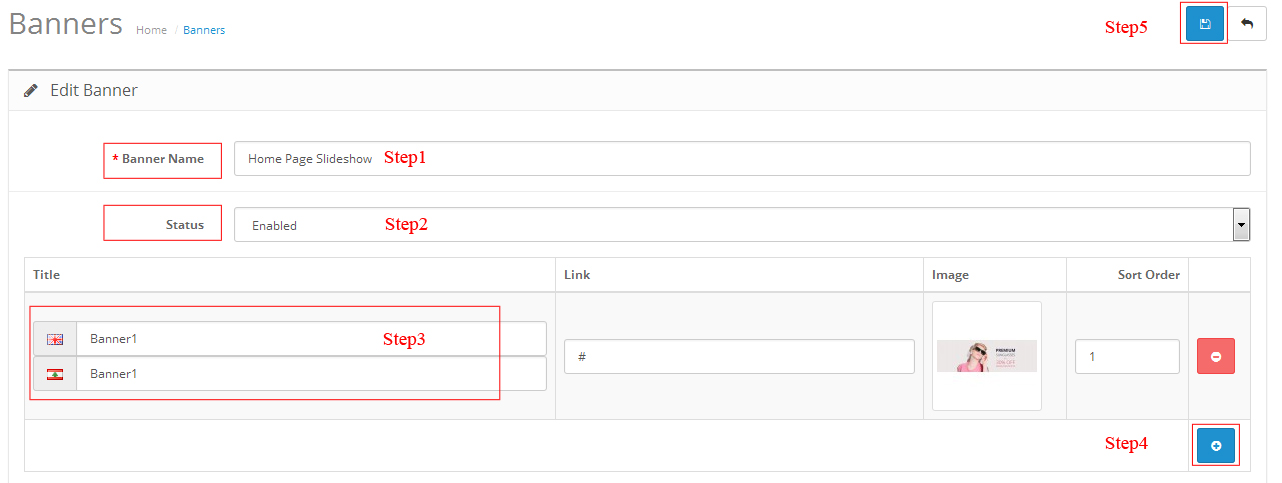 Banners Home / Banners Step5
Edit Banner
* Banner Name Home Page Slideshow Step1
Status Enabled Step2
Title Link Image Sort Order
Banner1 Step3
PREMIUM
# 1
Banner1
Step4